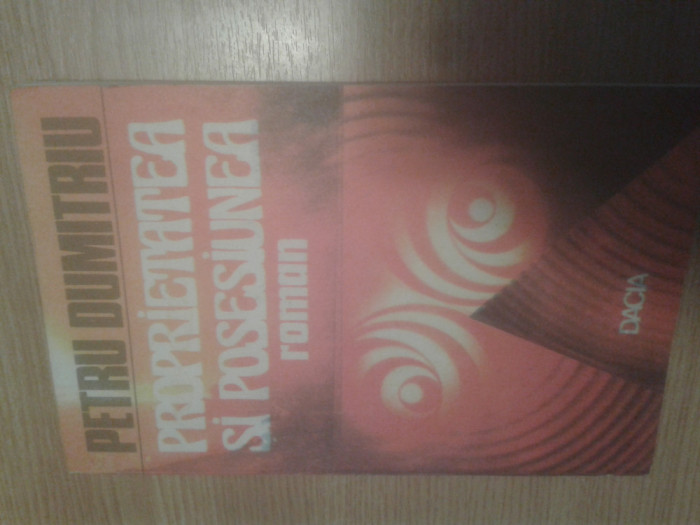 PETRU DUMITRIU
PROPRIETATEA
ŞI POSESIUNEA
roman
DACIA